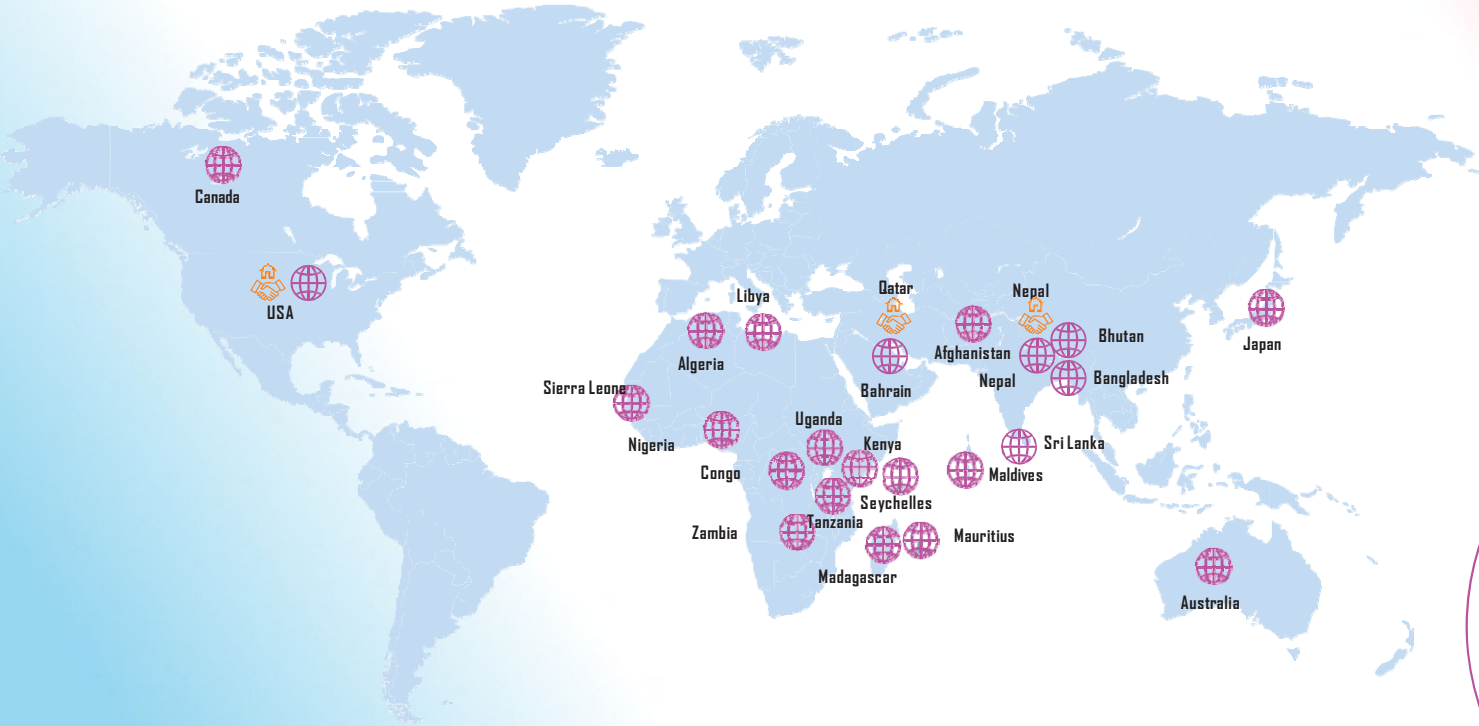 Canada
USA
Libya
Algeria
Sierra Leone
Nigeria
Congo
Uganda
Kenya
Seychelles
Tanzania
Zambia
Madagascar
Mauritius
Qatar
Bahrain
Afghanistan
Nepal
Nepal
Bhutan
Bangladesh
Sri Lanka
Maldives
Japan
Australia